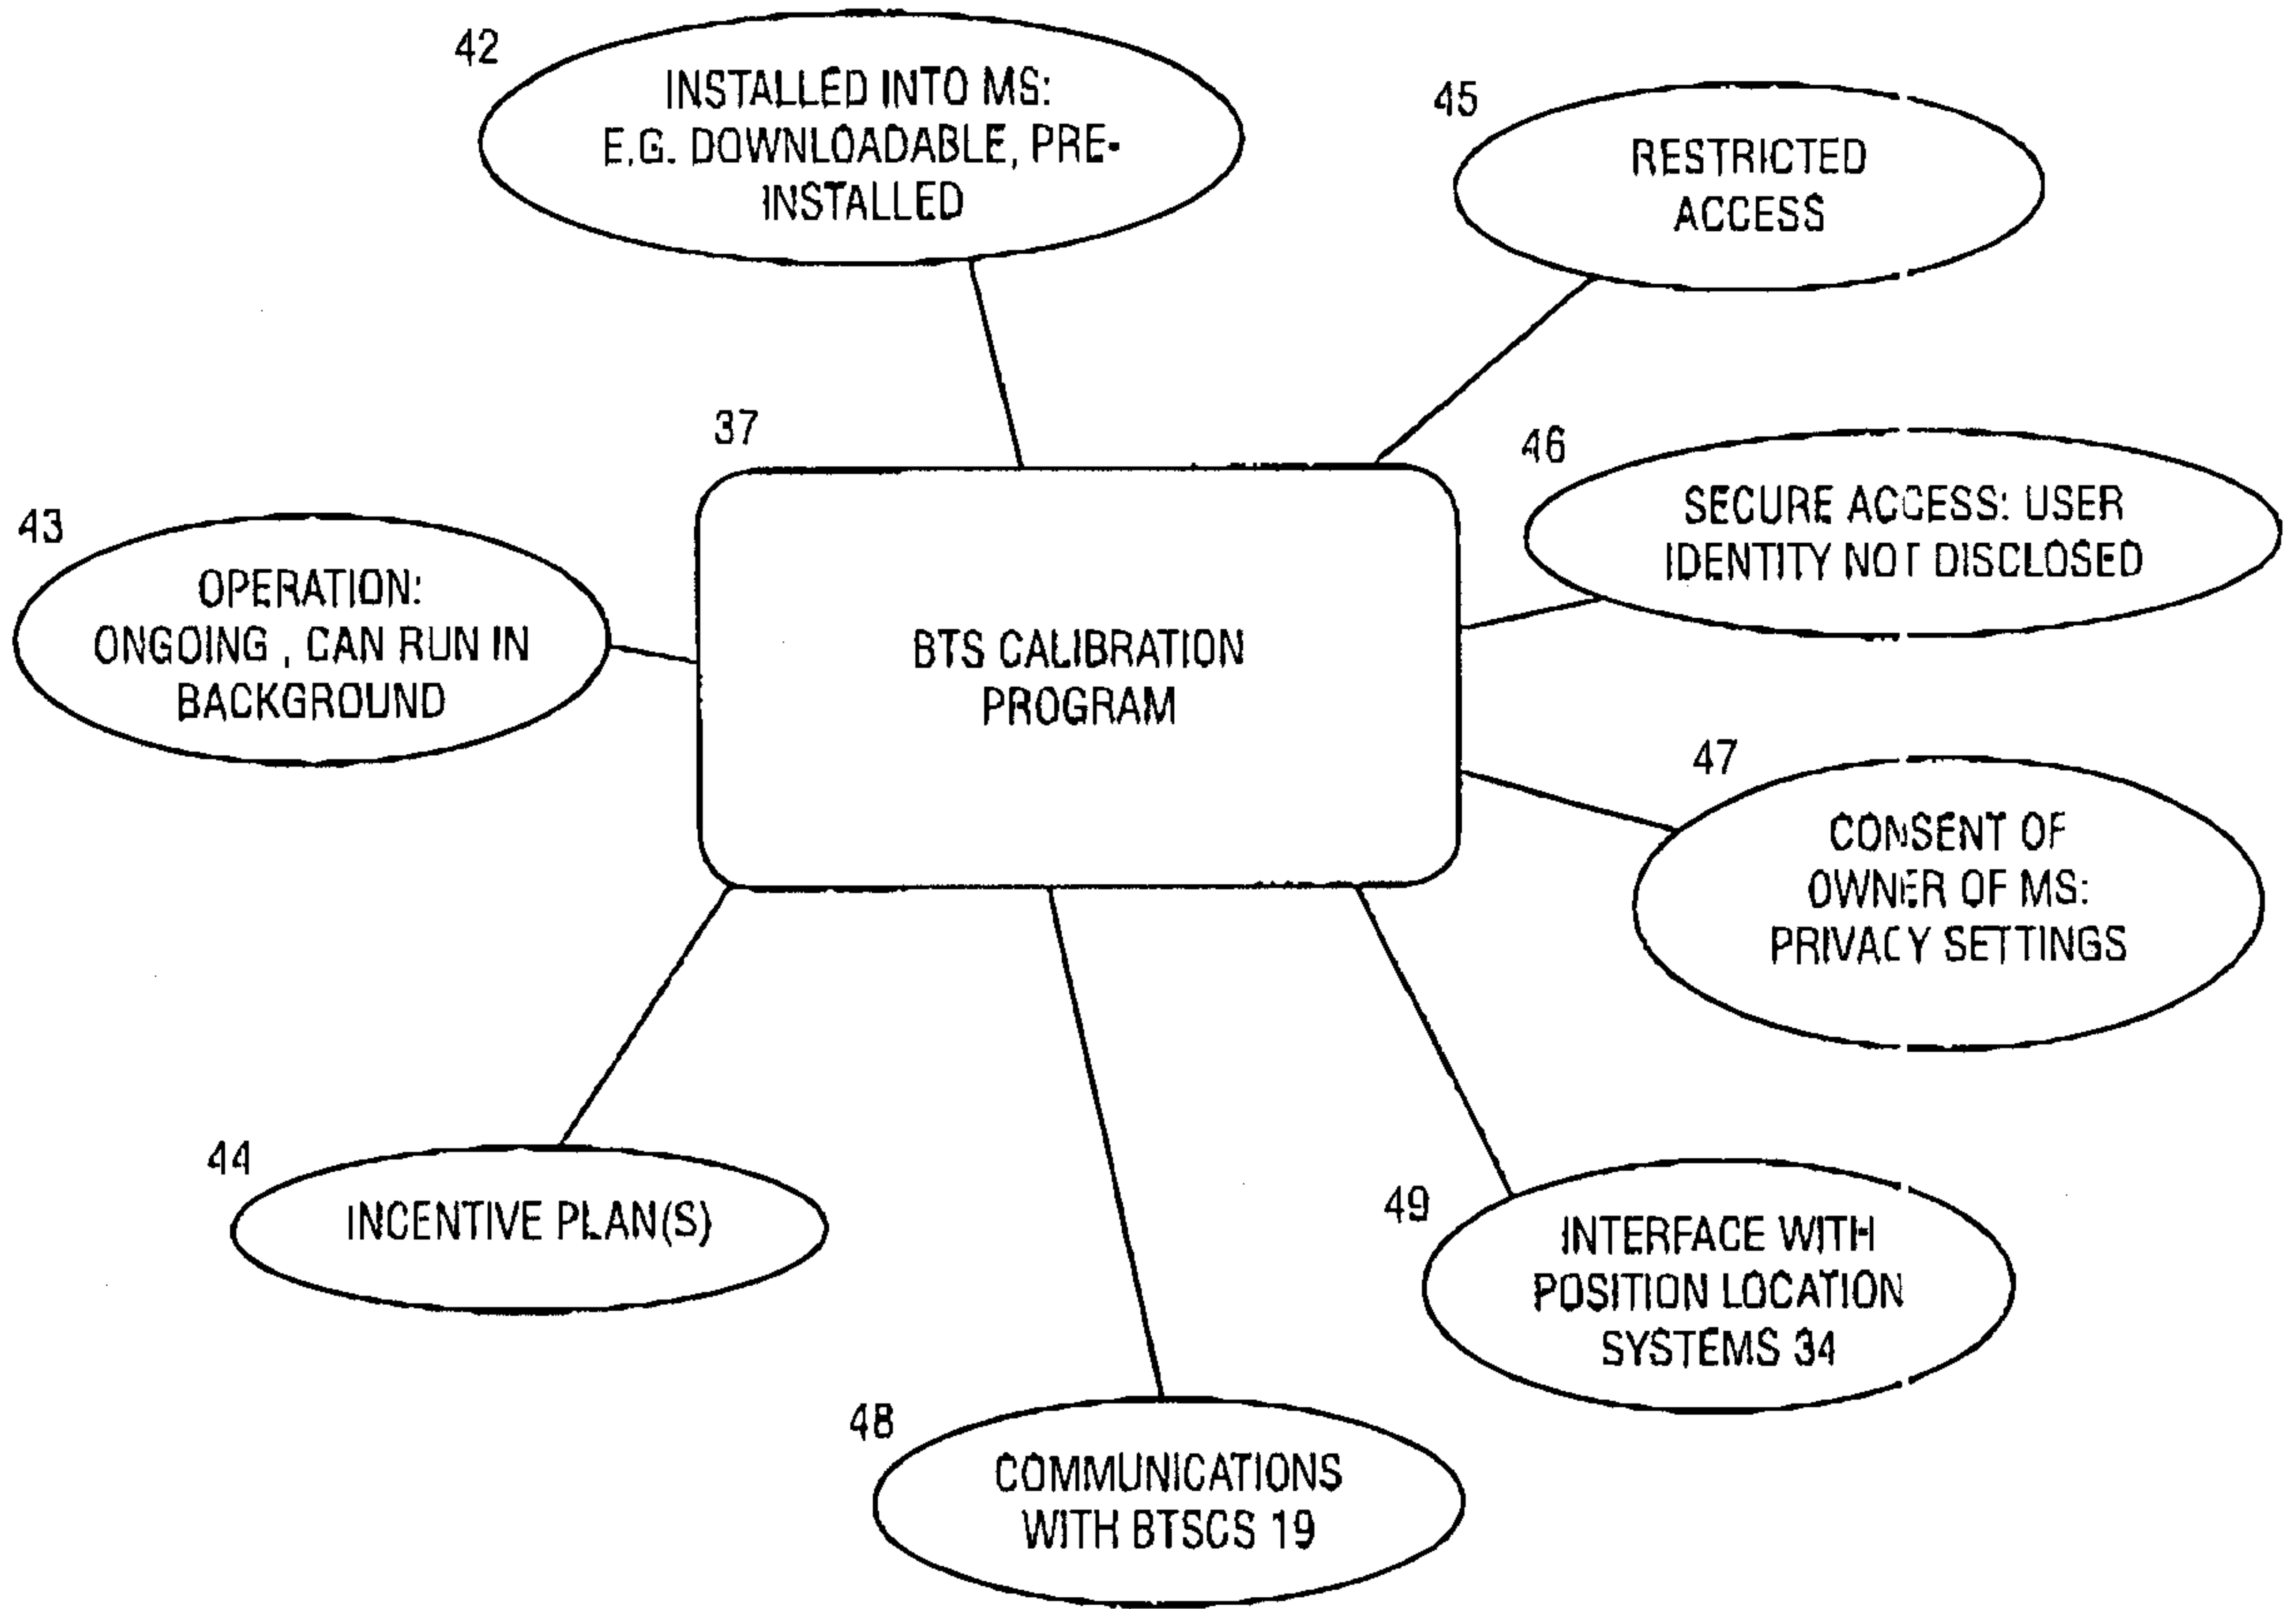 42
INSTALLED INTO MS:
E.G. DOWNLOADABLE, PRE-
INSTALLED
45
RESTRICTED
ACCESS
37
46
SECURE ACCESS: USER
IDENTITY NOT DISCLOSED
43
OPERATION:
ONGOING , CAN RUN IN
BACKGROUND
BTS CALIBRATION
PROGRAM
47
CONSENT OF
OWNER OF MS:
PRIVACY SETTINGS
44
INCENTIVE PLAN(S)
49
INTERFACE WITH
POSITION LOCATION
SYSTEMS 34
48
COMMUNICATIONS
WITH BTSCS 19